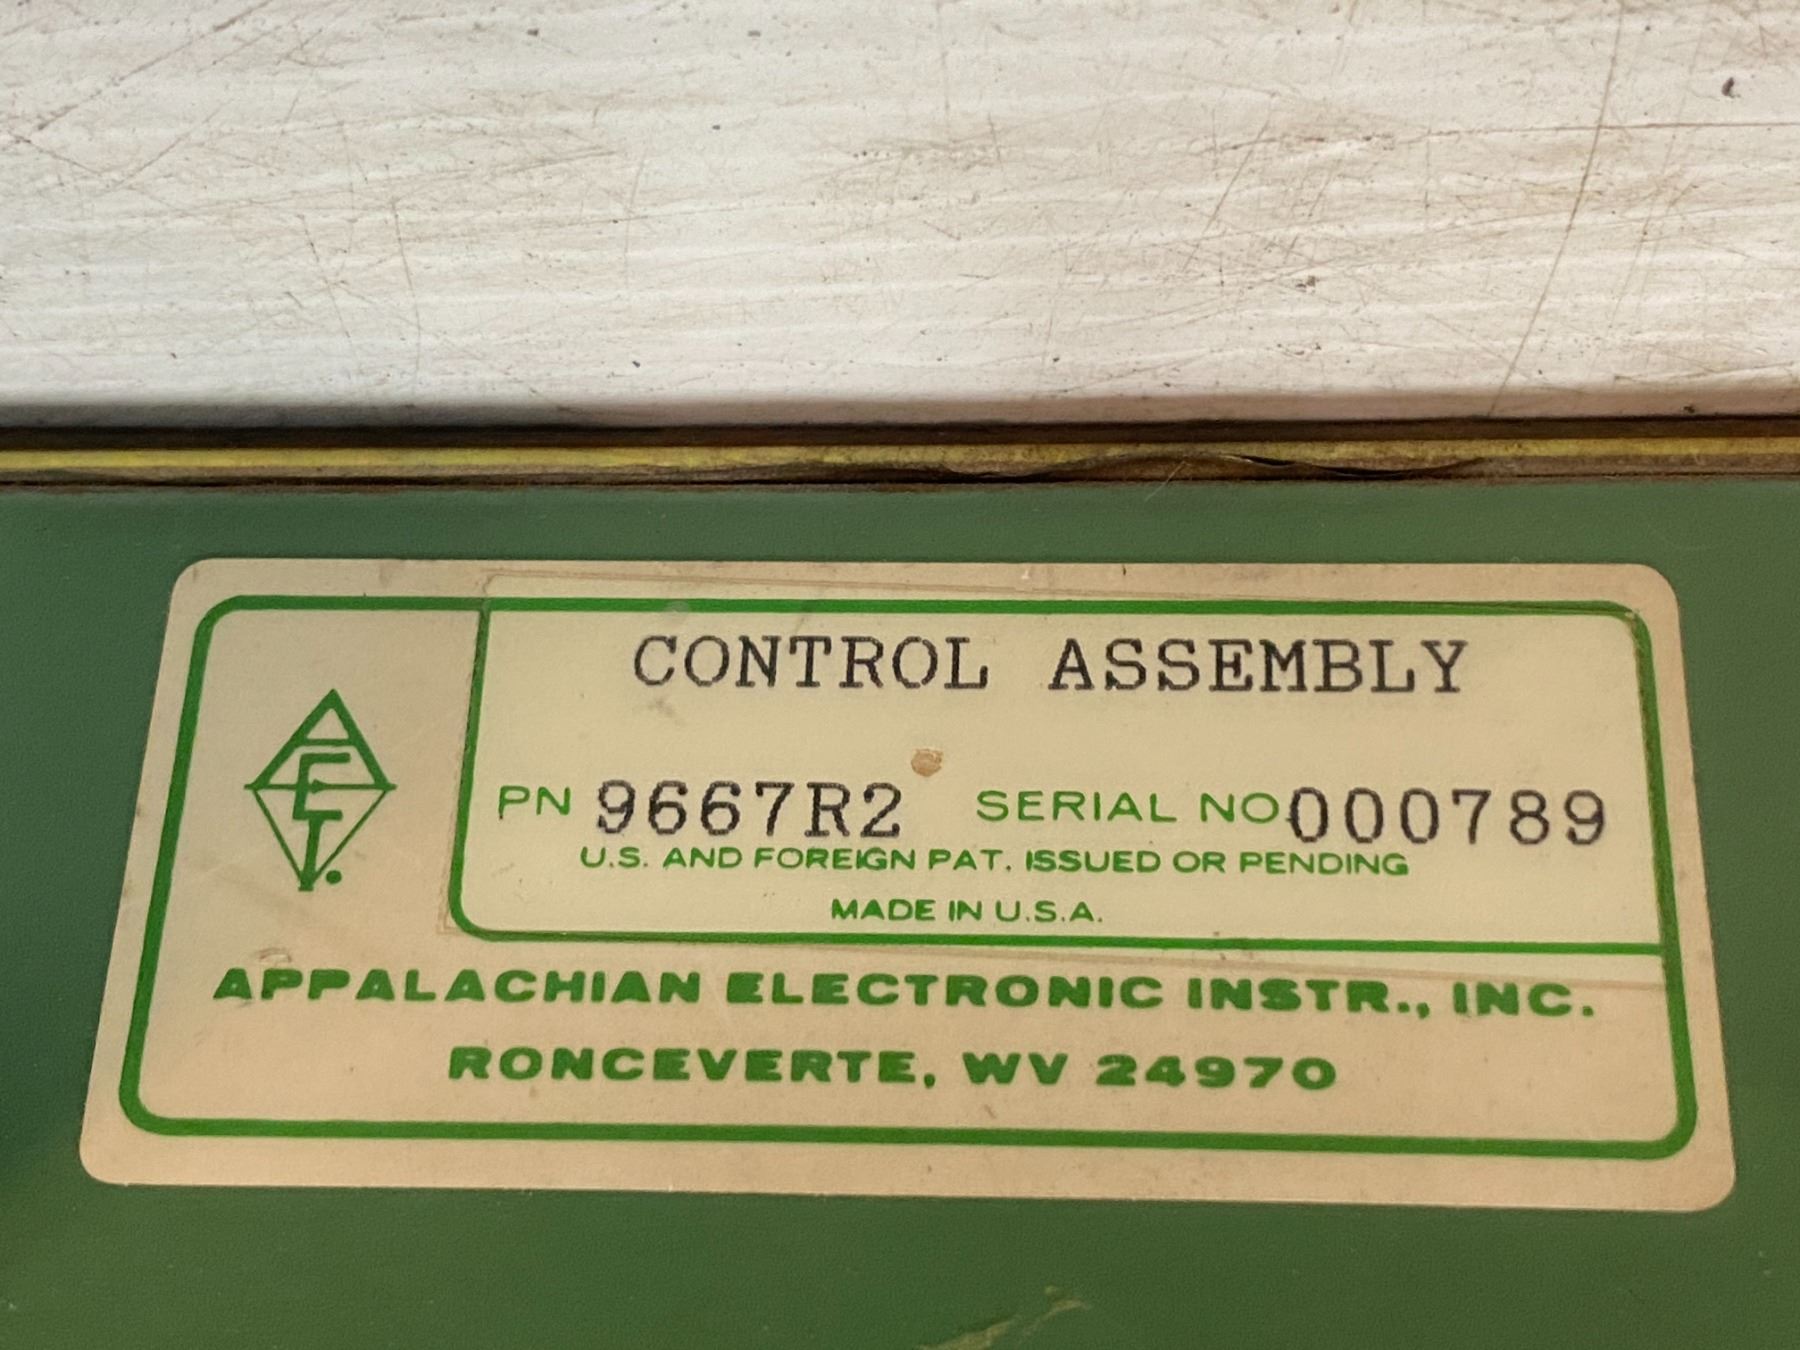 CONTROL ASSEMBLY
PN 9667R2 SERIAL NO 000789
U.S. AND FOREIGN PAT. ISSUED OR PENDING
MADE IN U.S.A.
AEI.
APPALACHIAN ELECTRONIC INSTR., INC.
RONCEVERTE, WV 24970